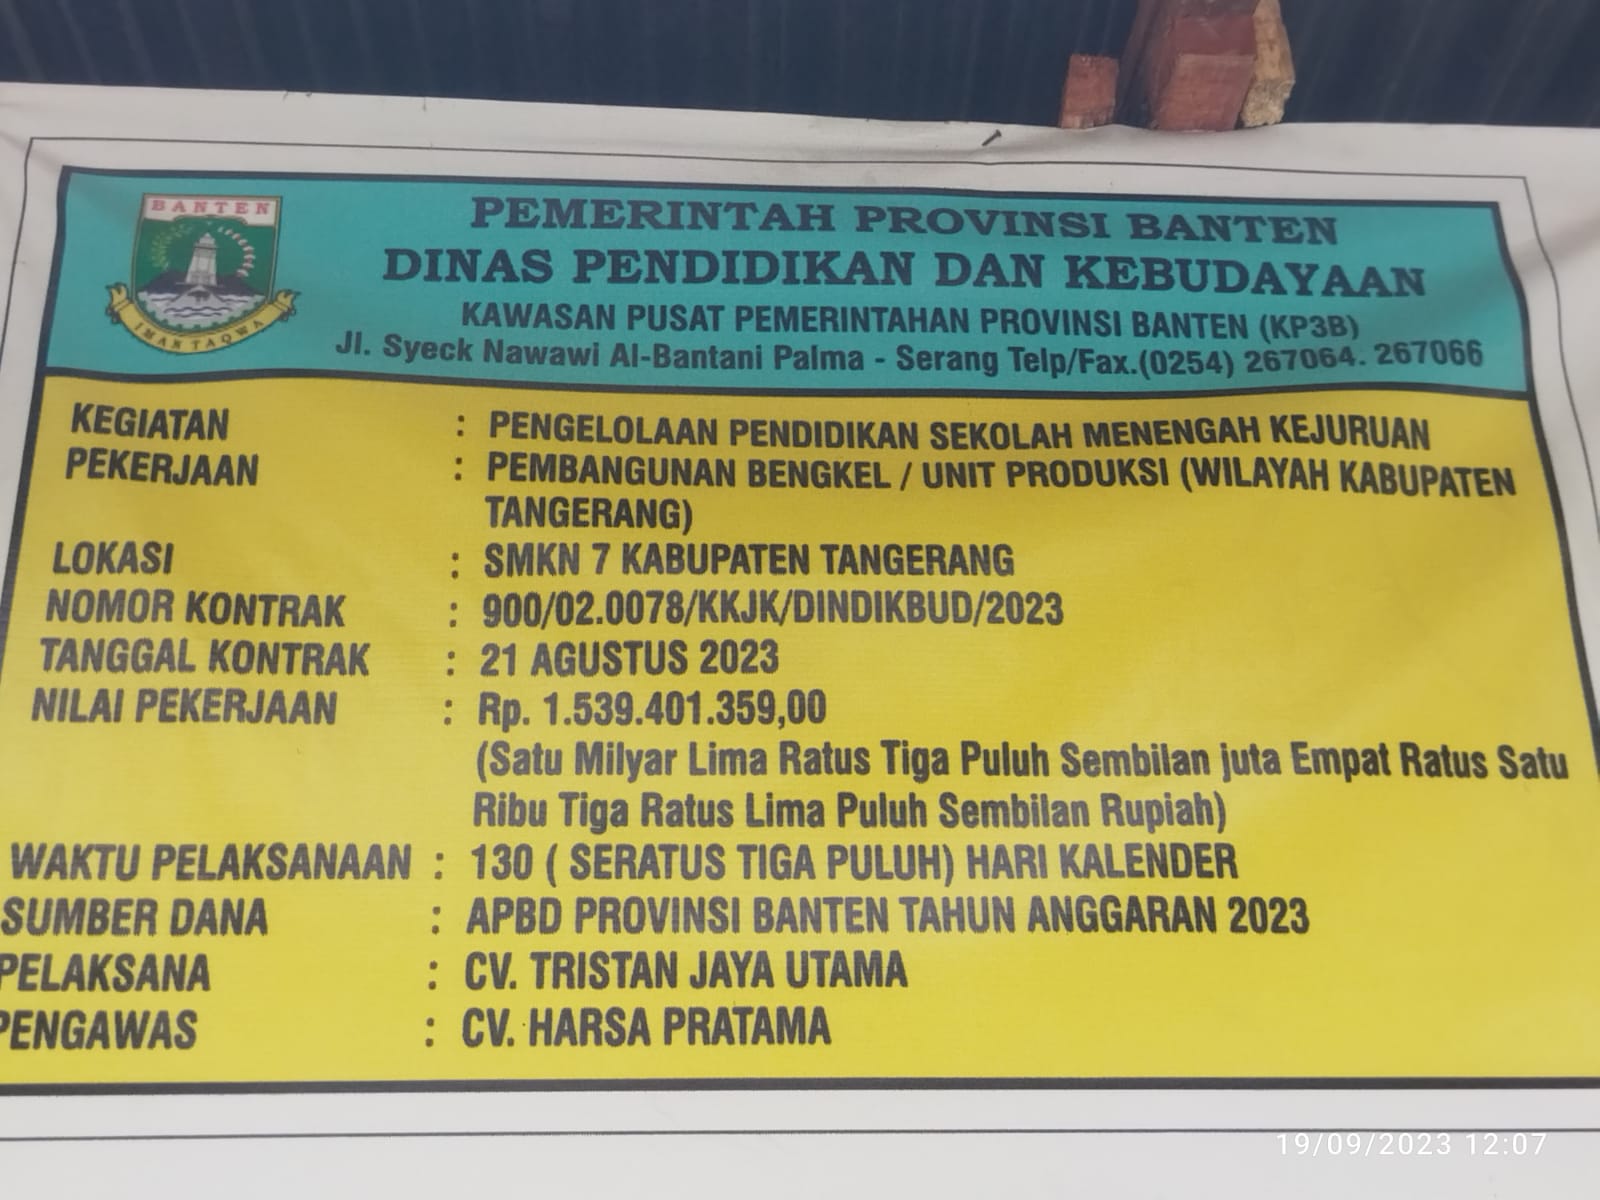 BANTEN
IMAN TAQWA
PEMERINTAH PROVINSI BANTEN
DINAS PENDIDIKAN DAN KEBUDAYAAN
KAWASAN PUSAT PEMERINTAHAN PROVINSI BANTEN (KP3B)
Jl. Syeck Nawawi Al-Bantani Palma - Serang Telp/Fax.(0254) 267064. 267066
KEGIATAN : PENGELOLAAN PENDIDIKAN SEKOLAH MENENGAH KEJURUAN
PEKERJAAN : PEMBANGUNAN BENGKEL / UNIT PRODUKSI (WILAYAH KABUPATEN
TANGERANG)
LOKASI : SMKN 7 KABUPATEN TANGERANG
NOMOR KONTRAK : 900/02.0078/KKJK/DINDIKBUD/2023
TANGGAL KONTRAK : 21 AGUSTUS 2023
NILAI PEKERJAAN : Rp. 1.539.401.359,00
(Satu Milyar Lima Ratus Tiga Puluh Sembilan juta Empat Ratus Satu
Ribu Tiga Ratus Lima Puluh Sembilan Rupiah)
WAKTU PELAKSANAAN : 130 ( SERATUS TIGA PULUH) HARI KALENDER
SUMBER DANA : APBD PROVINSI BANTEN TAHUN ANGGARAN 2023
PELAKSANA : CV. TRISTAN JAYA UTAMA
PENGAWAS : CV. HARSA PRATAMA
19/09/2023 12:07